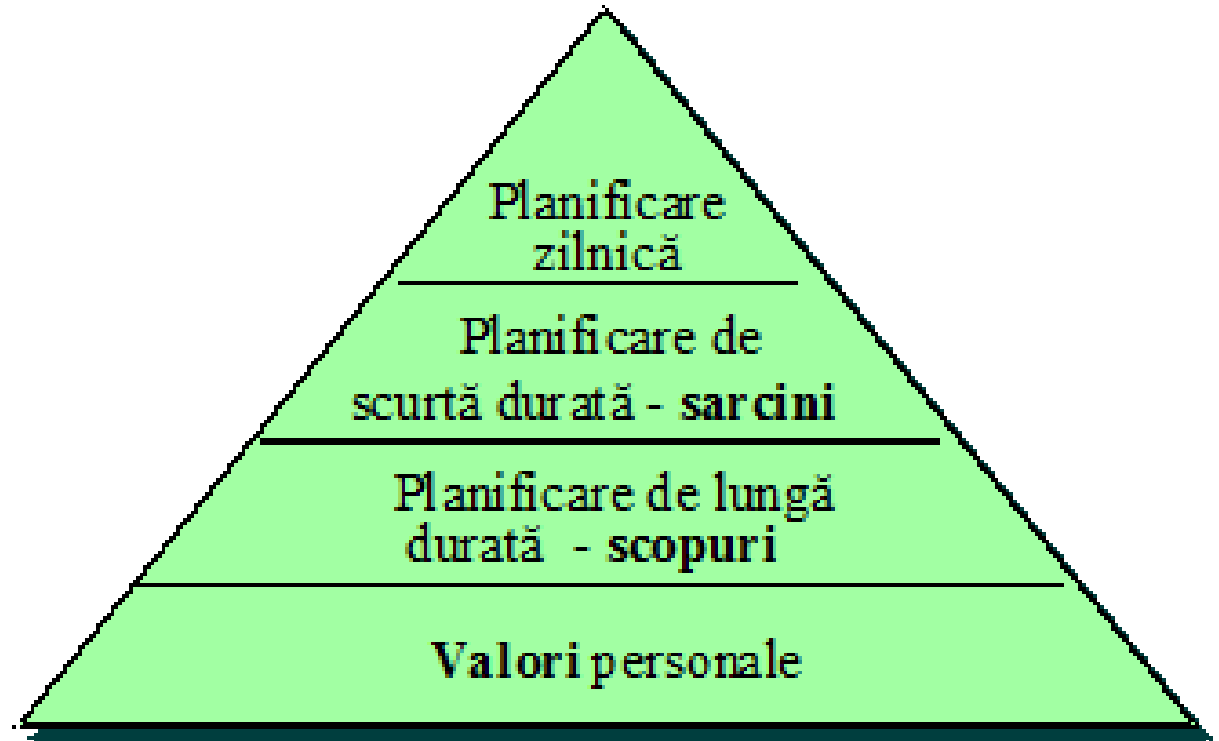 Planificare
zilnică
Planificare de
scurtă durată - sarcini
Planificare de lungă
durată - scopuri
Valori personale